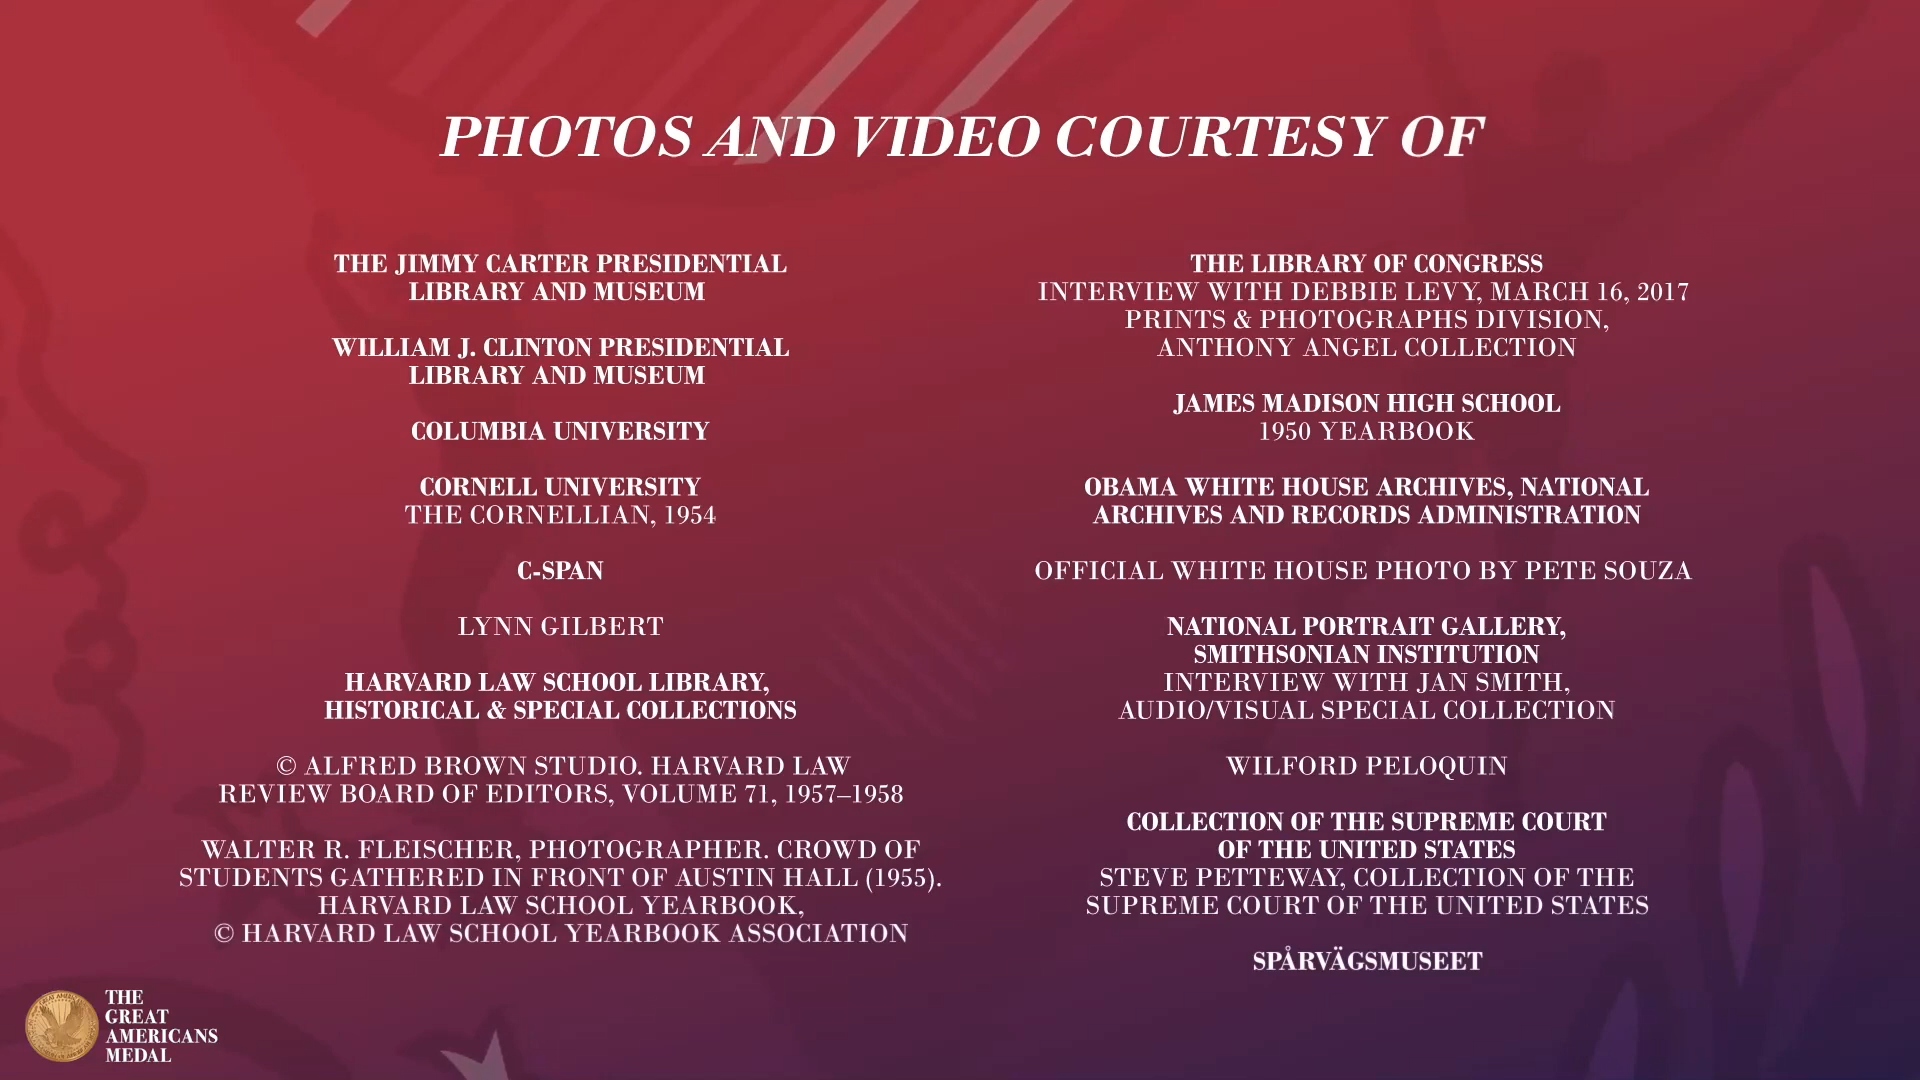 PHOTOS AND VIDEO COURTESY OF
THE JIMMY CARTER PRESIDENTIAL
LIBRARY AND MUSEUM
WILLIAM J. CLINTON PRESIDENTIAL
LIBRARY AND MUSEUM
COLUMBIA UNIVERSITY
CORNELL UNIVERSITY
THE CORNELLIAN, 1954
C-SPAN
LYNN GILBERT
HARVARD LAW SCHOOL LIBRARY,
HISTORICAL & SPECIAL COLLECTIONS
© ALFRED BROWN STUDIO. HARVARD LAW
REVIEW BOARD OF EDITORS, VOLUME 71, 1957–1958
WALTER R. FLEISCHER, PHOTOGRAPHER. CROWD OF
STUDENTS GATHERED IN FRONT OF AUSTIN HALL (1955).
HARVARD LAW SCHOOL YEARBOOK,
© HARVARD LAW SCHOOL YEARBOOK ASSOCIATION
THE LIBRARY OF CONGRESS
INTERVIEW WITH DEBBIE LEVY, MARCH 16, 2017
PRINTS & PHOTOGRAPHS DIVISION,
ANTHONY ANGEL COLLECTION
JAMES MADISON HIGH SCHOOL
1950 YEARBOOK
OBAMA WHITE HOUSE ARCHIVES, NATIONAL
ARCHIVES AND RECORDS ADMINISTRATION
OFFICIAL WHITE HOUSE PHOTO BY PETE SOUZA
NATIONAL PORTRAIT GALLERY,
SMITHSONIAN INSTITUTION
INTERVIEW WITH JAN SMITH,
AUDIO/VISUAL SPECIAL COLLECTION
WILFORD PELOQUIN
COLLECTION OF THE SUPREME COURT
OF THE UNITED STATES
STEVE PETTEWAY, COLLECTION OF THE
SUPREME COURT OF THE UNITED STATES
SPÅRVÄGSMUSEET
THE
GREAT
AMERICANS
MEDAL